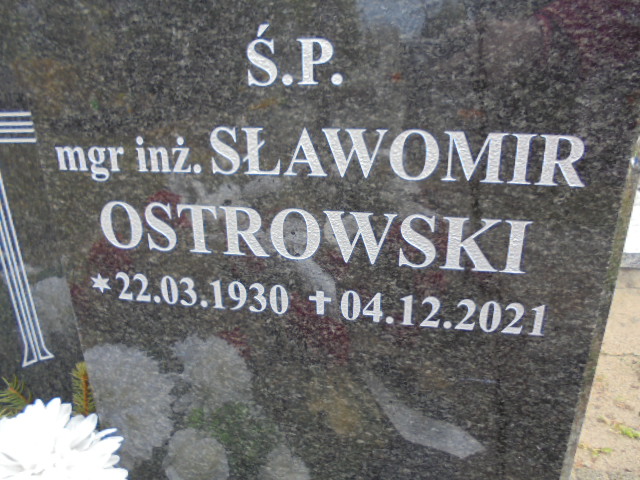 Ś.P.
mgr inż. SŁAWOMIR
OSTROWSKI
*22.03.1930 ✝04.12.2021